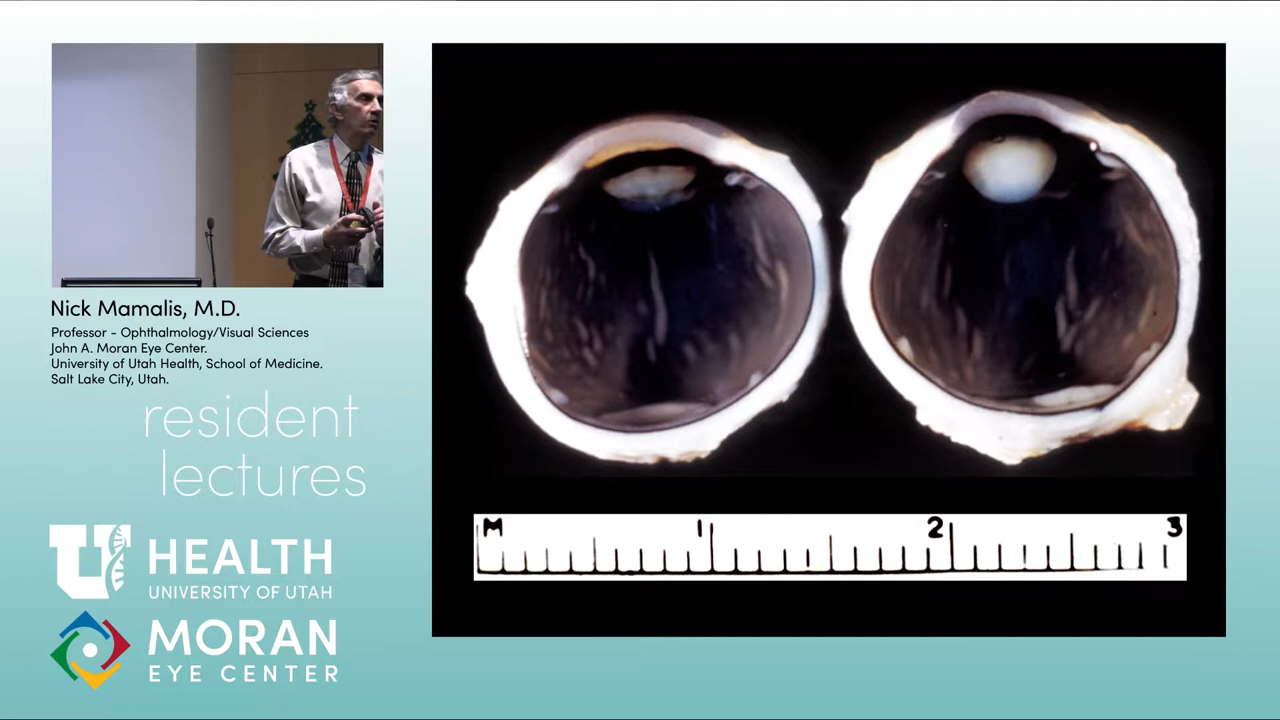 Nick Mamalis, M.D.
Professor - Ophthalmology/Visual Sciences
John A. Moran Eye Center.
University of Utah Health, School of Medicine.
Salt Lake City, Utah.
resident
lectures
U HEALTH
UNIVERSITY OF UTAH
MORAN
EYE CENTER
M 1 2 3